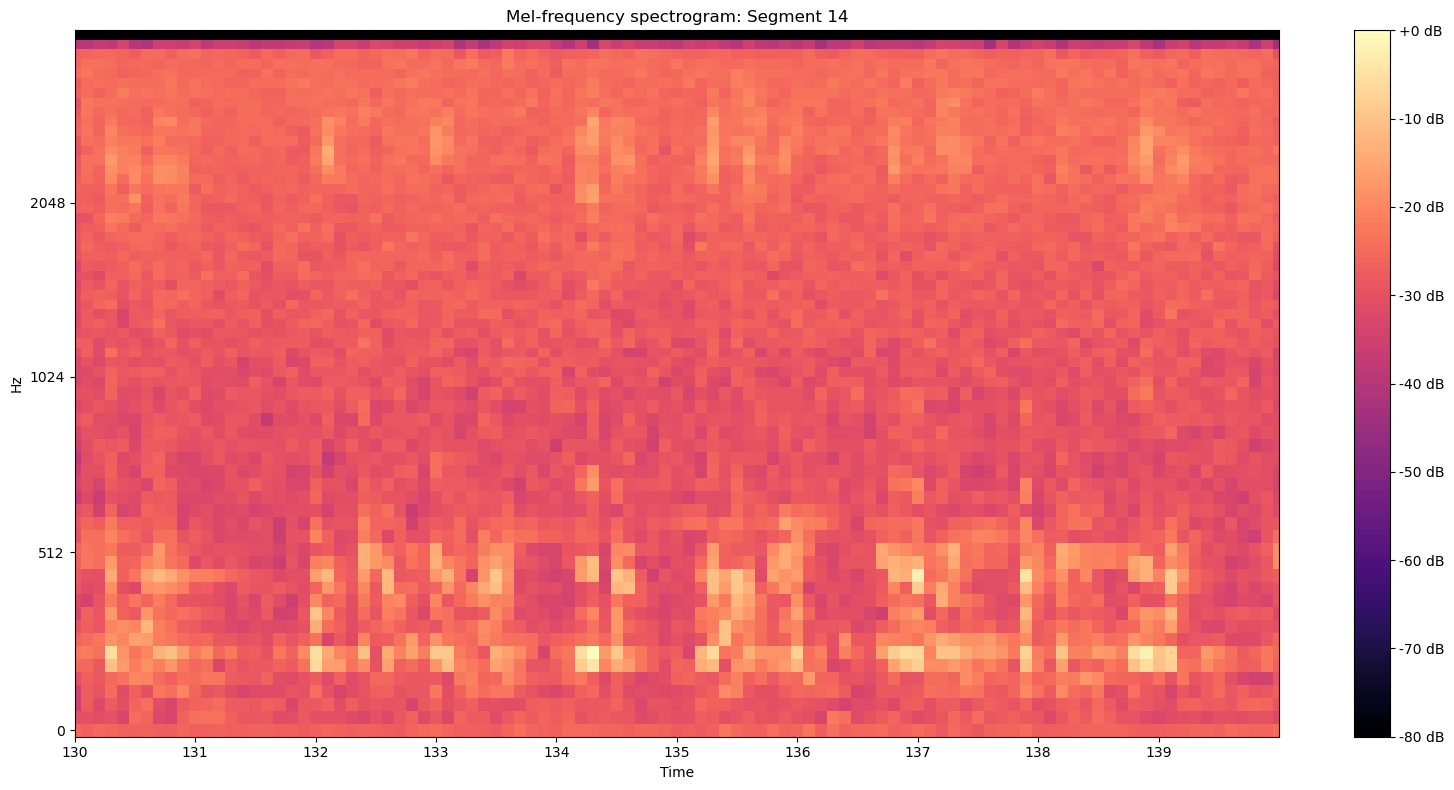 Mel-frequency spectrogram: Segment 14
+0 dB
-10 dB
-20 dB
-30 dB
-40 dB
-50 dB
-60 dB
-70 dB
-80 dB
Hz
2048
1024
512
0
130 131 132 133 134 135 136 137 138 139
Time